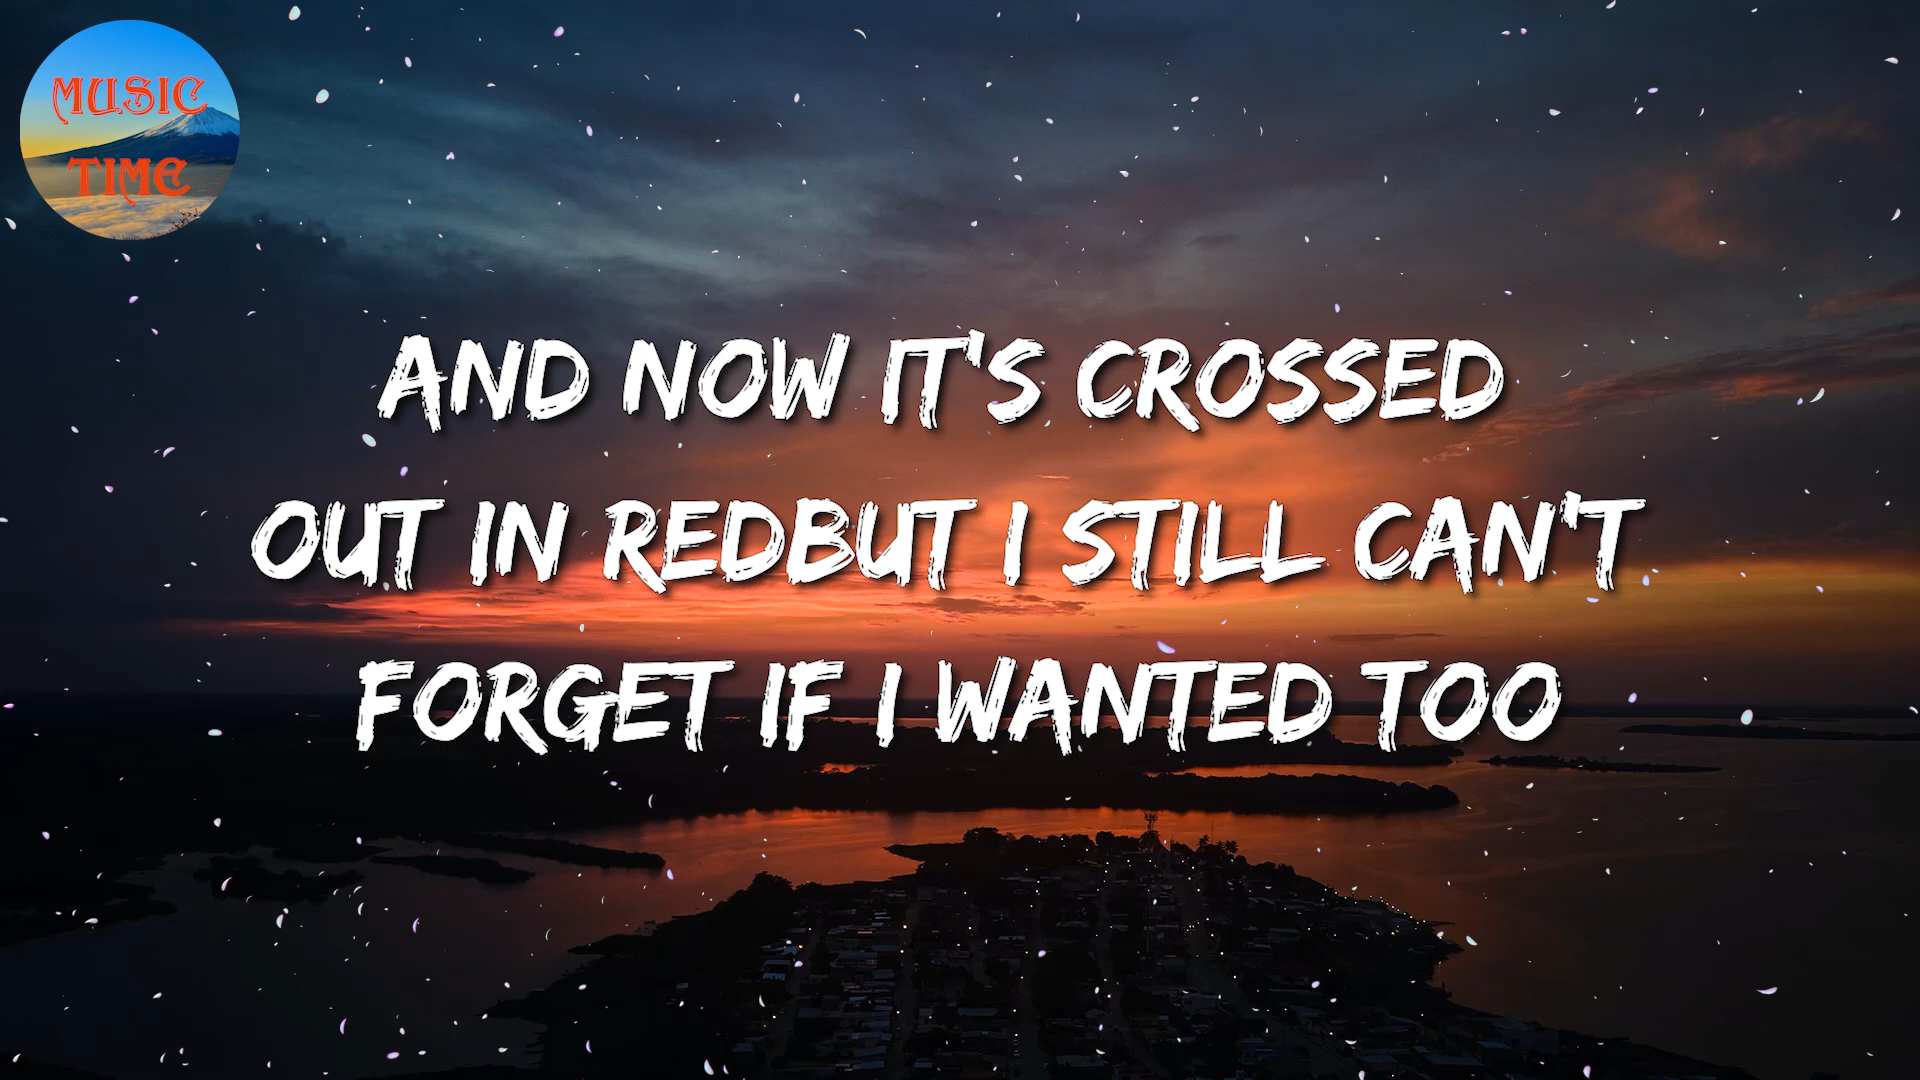 MUSIC
TIME
AND NOW IT'S CROSSED
OUT IN REDBUT I STILL CAN'T
FORGET IF I WANTED TOO